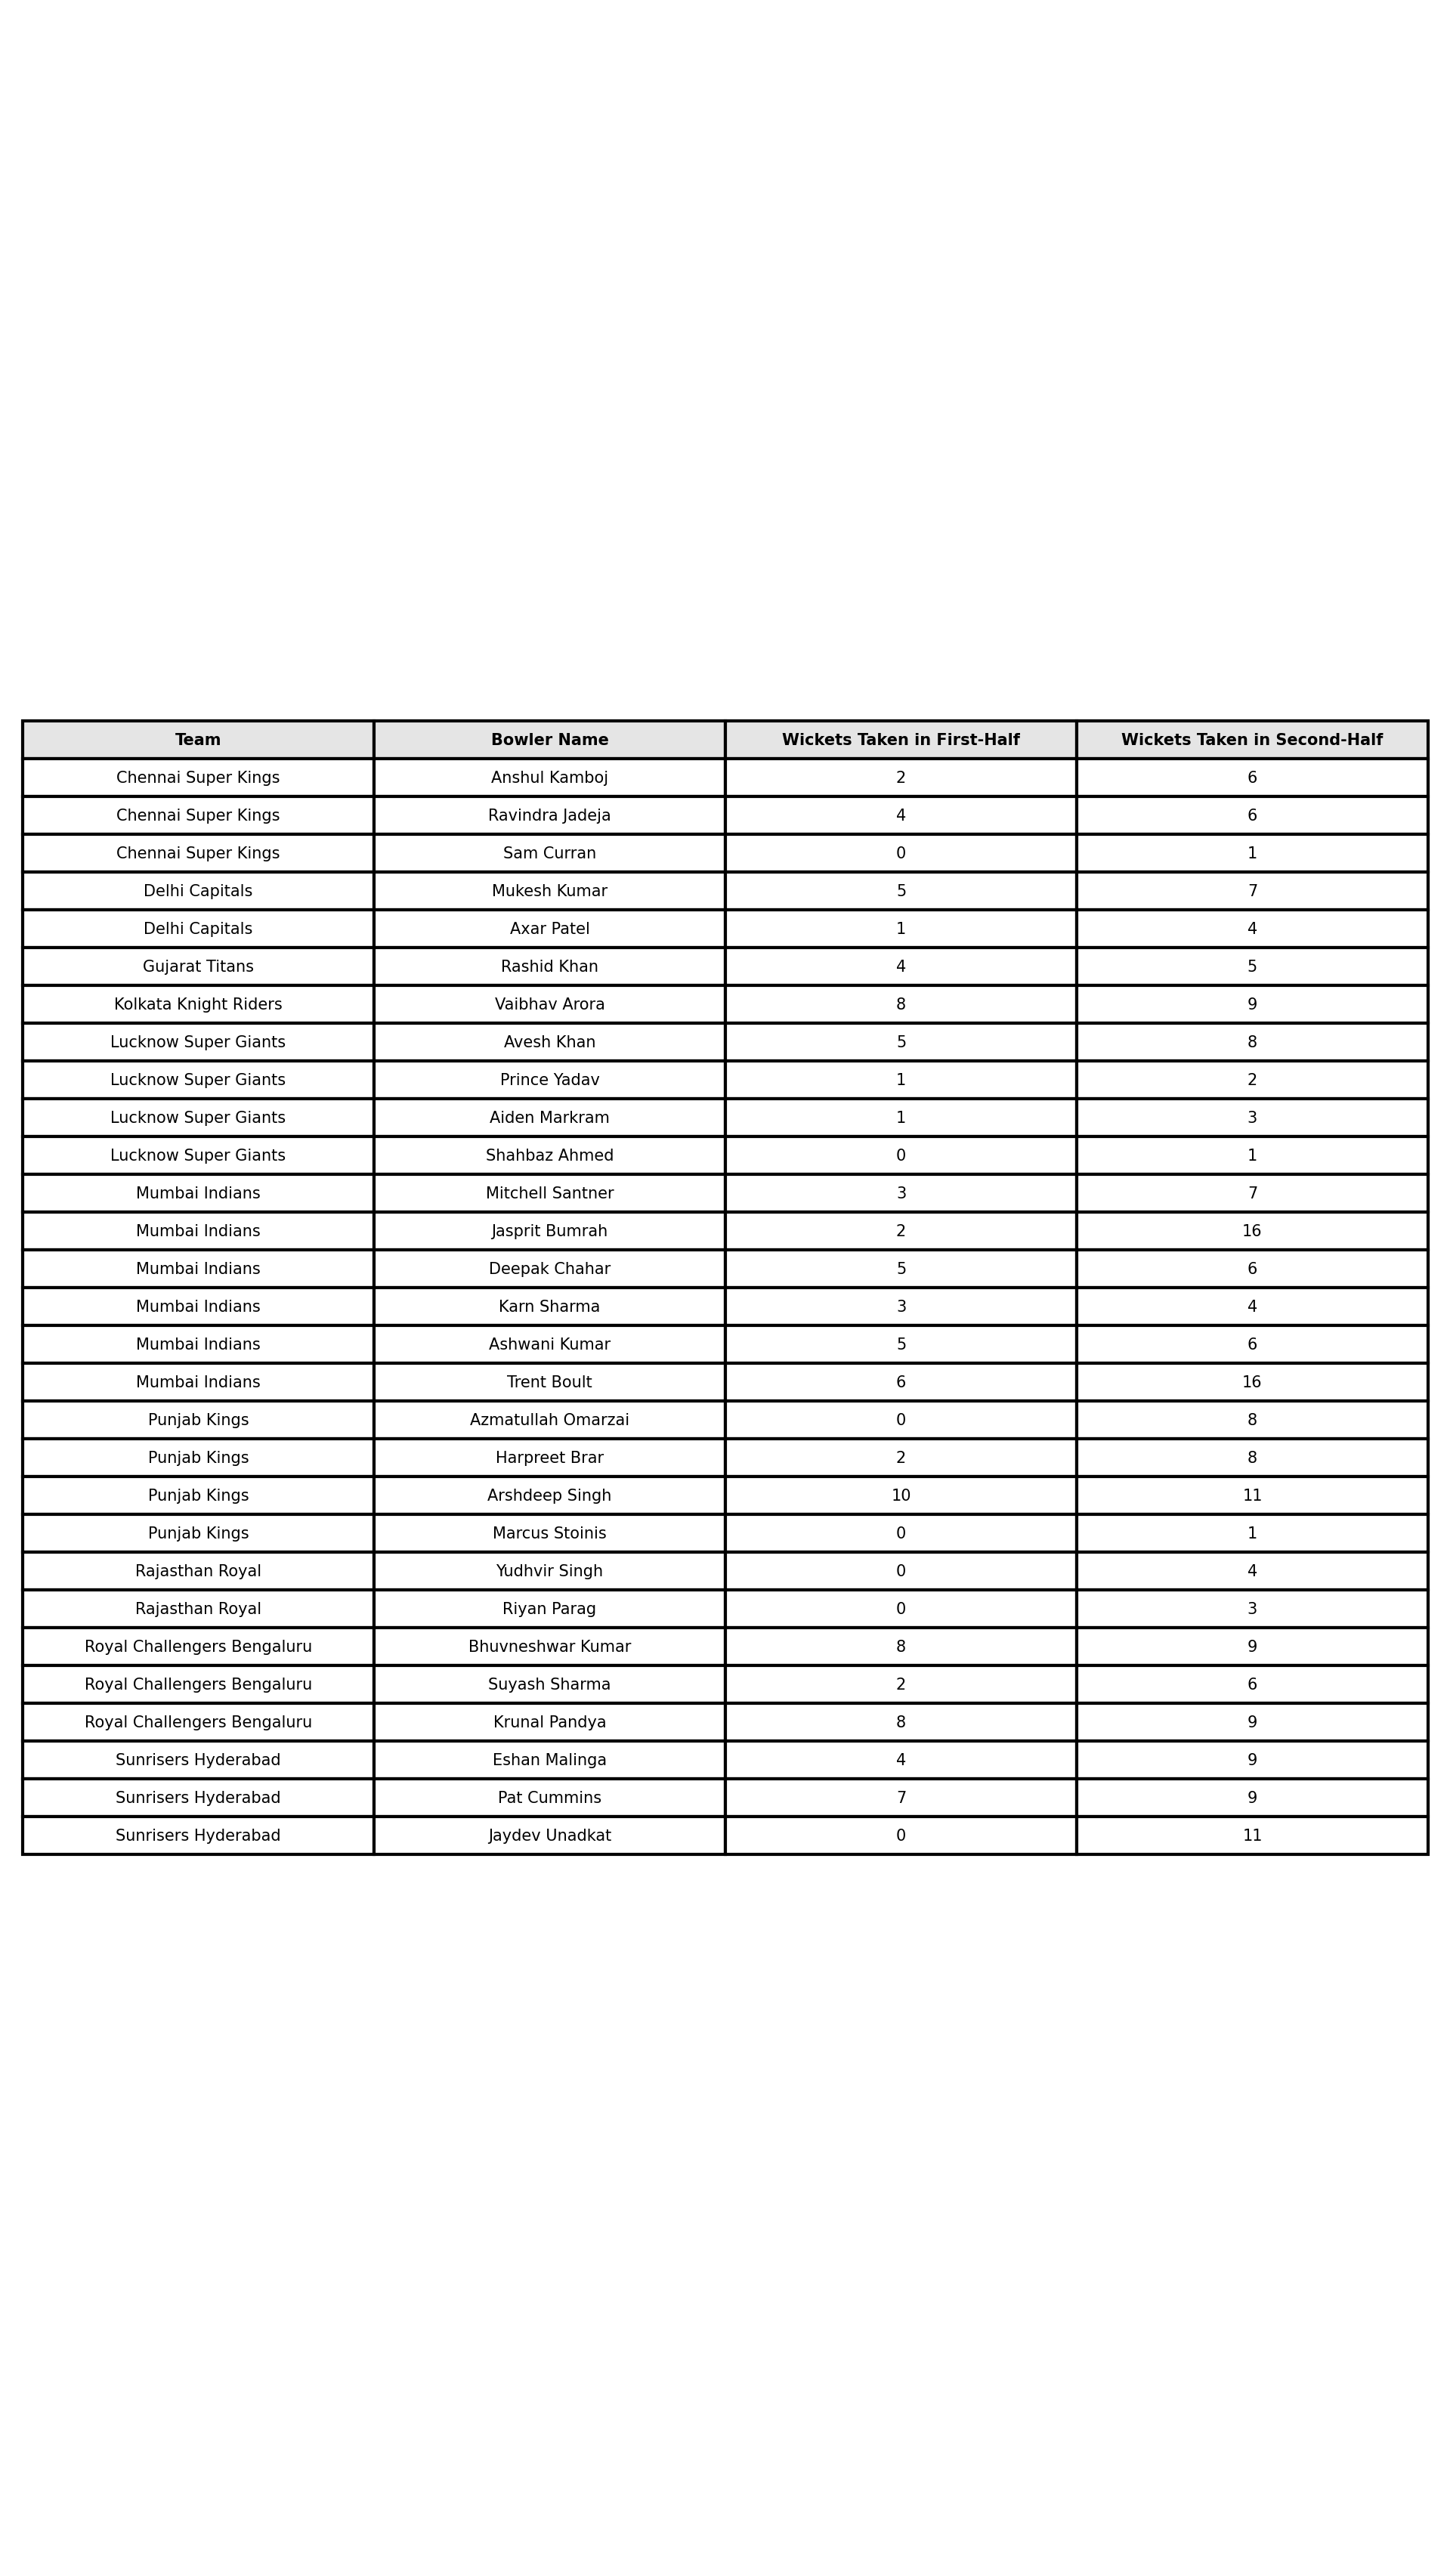 Team Bowler Name Wickets Taken in First-Half Wickets Taken in Second-Half
Chennai Super Kings Anshul Kamboj 2 6
Chennai Super Kings Ravindra Jadeja 4 6
Chennai Super Kings Sam Curran 0 1
Delhi Capitals Mukesh Kumar 5 7
Delhi Capitals Axar Patel 1 4
Gujarat Titans Rashid Khan 4 5
Kolkata Knight Riders Vaibhav Arora 8 9
Lucknow Super Giants Avesh Khan 5 8
Lucknow Super Giants Prince Yadav 1 2
Lucknow Super Giants Aiden Markram 1 3
Lucknow Super Giants Shahbaz Ahmed 0 1
Mumbai Indians Mitchell Santner 3 7
Mumbai Indians Jasprit Bumrah 2 16
Mumbai Indians Deepak Chahar 5 6
Mumbai Indians Karn Sharma 3 4
Mumbai Indians Ashwani Kumar 5 6
Mumbai Indians Trent Boult 6 16
Punjab Kings Azmatullah Omarzai 0 8
Punjab Kings Harpreet Brar 2 8
Punjab Kings Arshdeep Singh 10 11
Punjab Kings Marcus Stoinis 0 1
Rajasthan Royal Yudhvir Singh 0 4
Rajasthan Royal Riyan Parag 0 3
Royal Challengers Bengaluru Bhuvneshwar Kumar 8 9
Royal Challengers Bengaluru Suyash Sharma 2 6
Royal Challengers Bengaluru Krunal Pandya 8 9
Sunrisers Hyderabad Eshan Malinga 4 9
Sunrisers Hyderabad Pat Cummins 7 9
Sunrisers Hyderabad Jaydev Unadkat 0 11